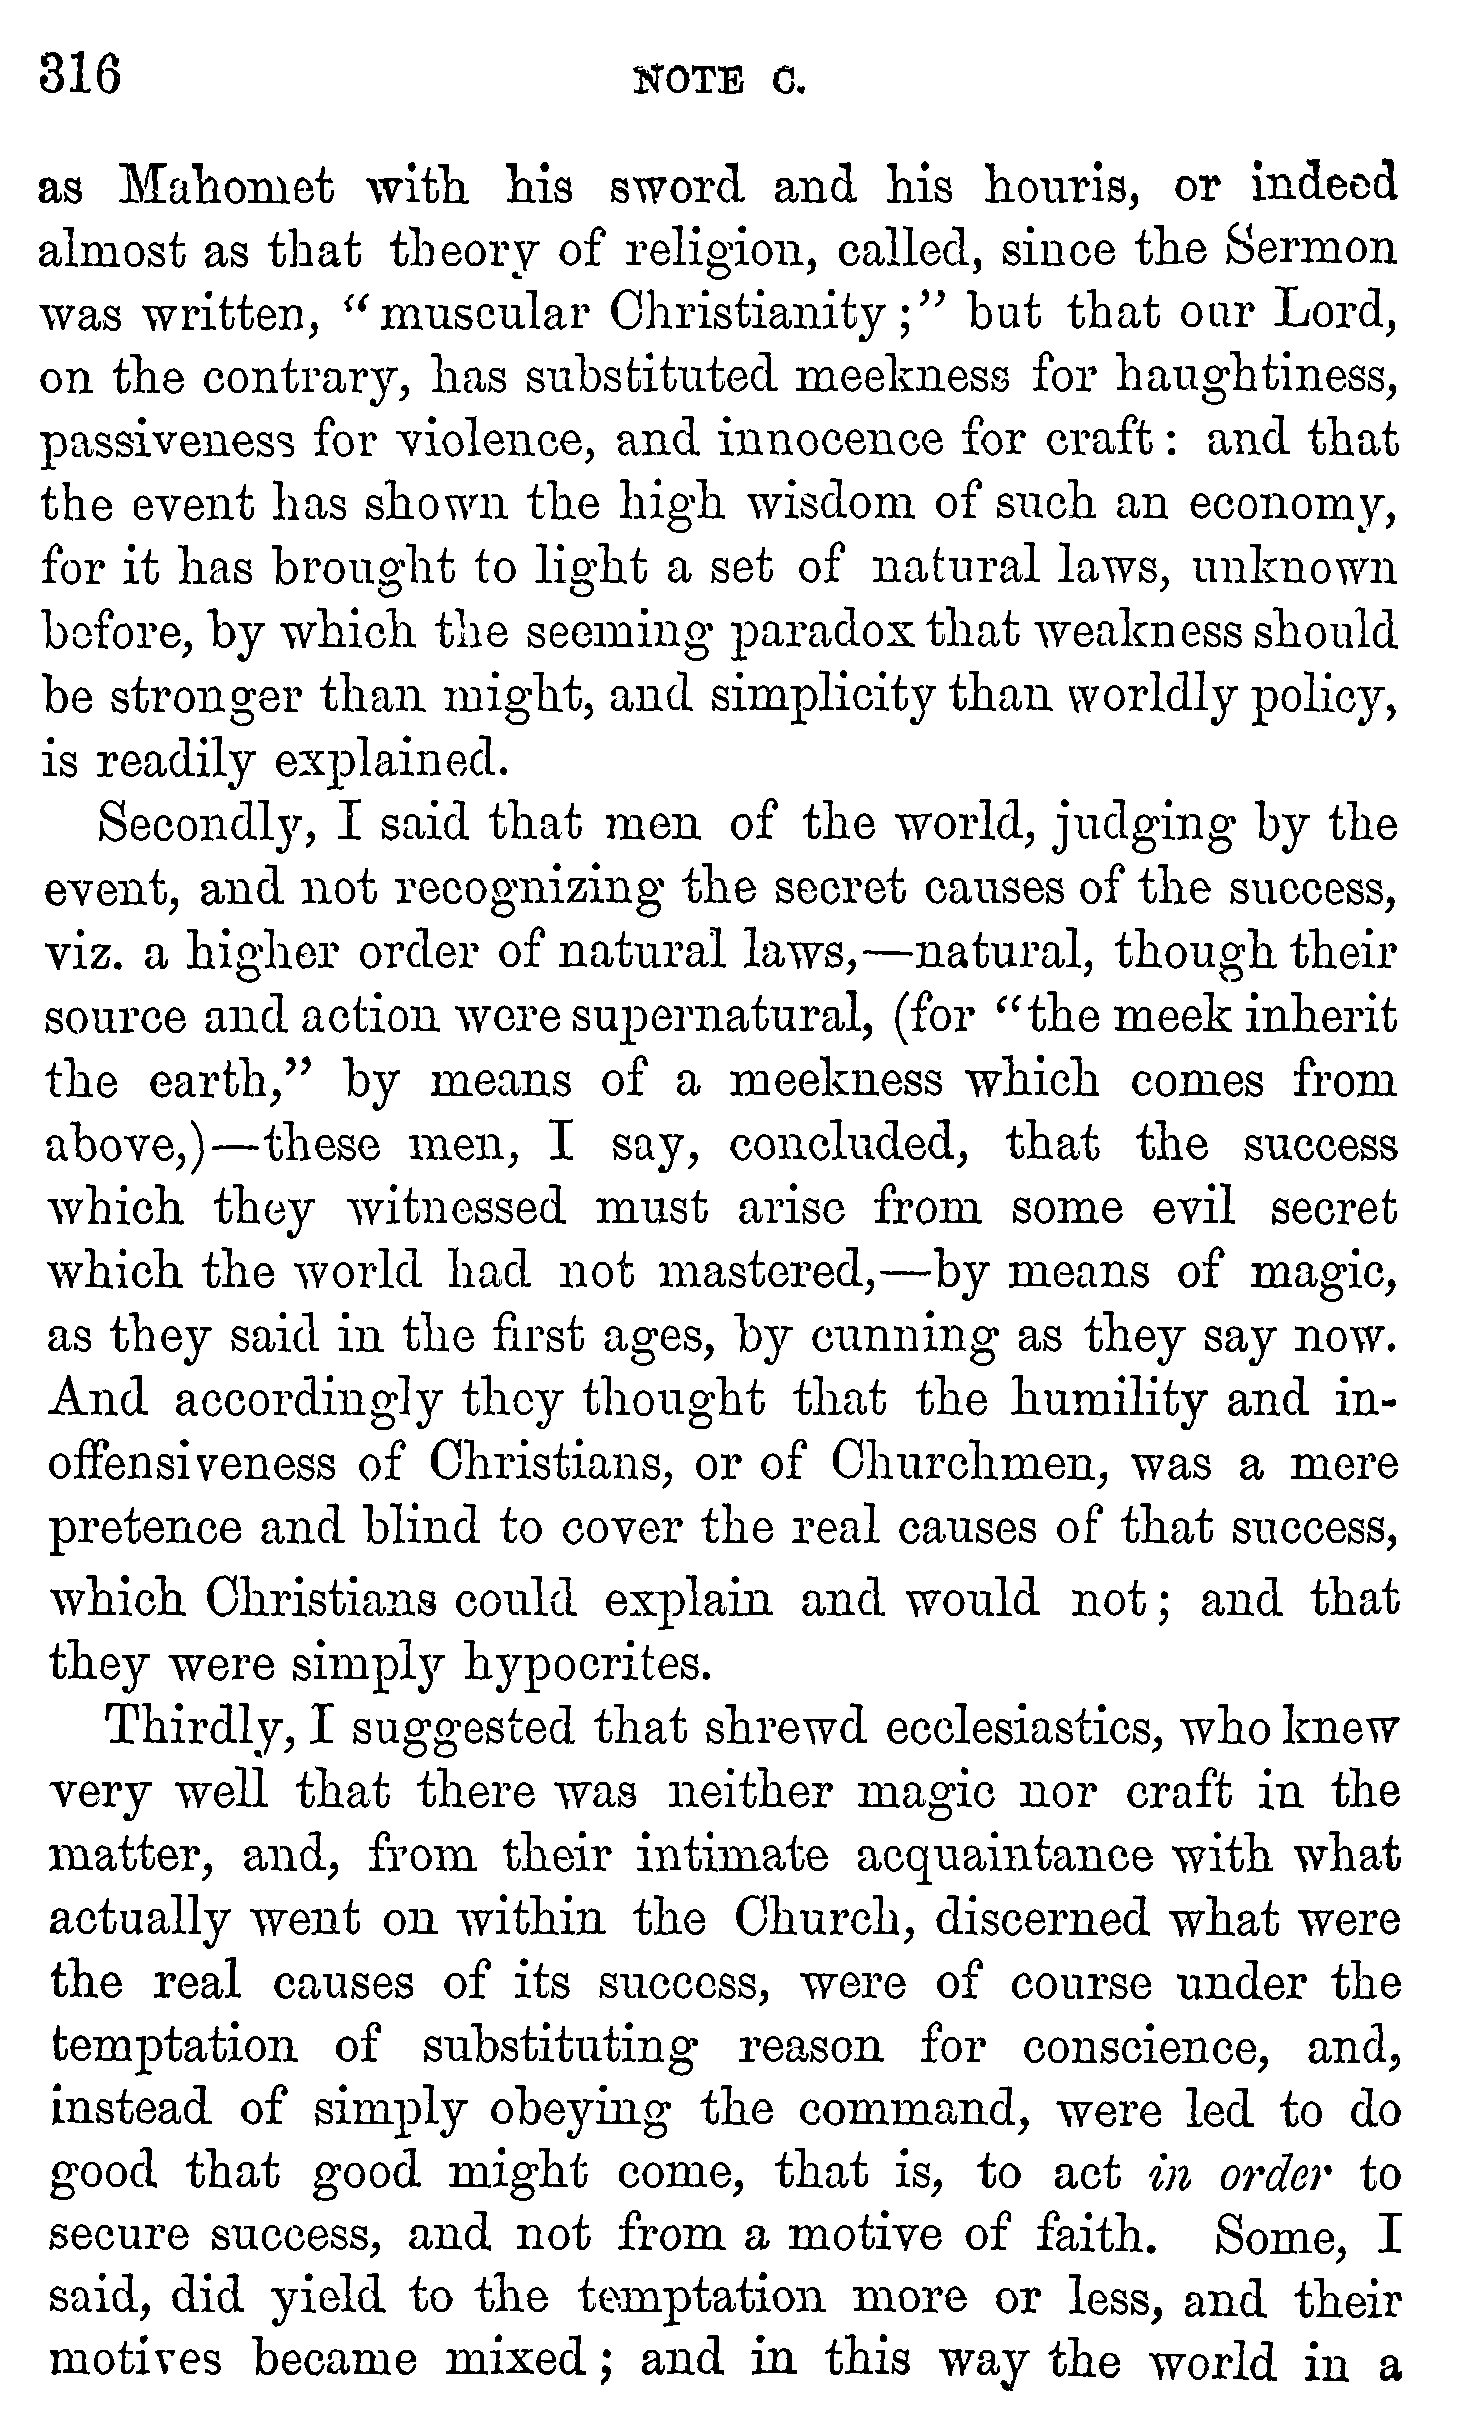 316 NOTE C.
as Mahomet with his sword and his houris, or indeed
almost as that theory of religion, called, since the Sermon
was written, “muscular Christianity;” but that our Lord,
on the contrary, has substituted meekness for haughtiness,
passiveness for violence, and innocence for craft: and that
the event has shown the high wisdom of such an economy,
for it has brought to light a set of natural laws, unknown
before, by which the seeming paradox that weakness should
be stronger than might, and simplicity than worldly policy,
is readily explained.
Secondly, I said that men of the world, judging by the
event, and not recognizing the secret causes of the success,
viz. a higher order of natural laws,—natural, though their
source and action were supernatural, (for “the meek inherit
the earth,” by means of a meekness which comes from
above,)—these men, I say, concluded, that the success
which they witnessed must arise from some evil secret
which the world had not mastered,—by means of magic,
as they said in the first ages, by cunning as they say now.
And accordingly they thought that the humility and in-
offensiveness of Christians, or of Churchmen, was a mere
pretence and blind to cover the real causes of that success,
which Christians could explain and would not; and that
they were simply hypocrites.
Thirdly, I suggested that shrewd ecclesiastics, who knew
very well that there was neither magic nor craft in the
matter, and, from their intimate acquaintance with what
actually went on within the Church, discerned what were
the real causes of its success, were of course under the
temptation of substituting reason for conscience, and,
instead of simply obeying the command, were led to do
good that good might come, that is, to act in order to
secure success, and not from a motive of faith. Some, I
said, did yield to the temptation more or less, and their
motives became mixed; and in this way the world in a